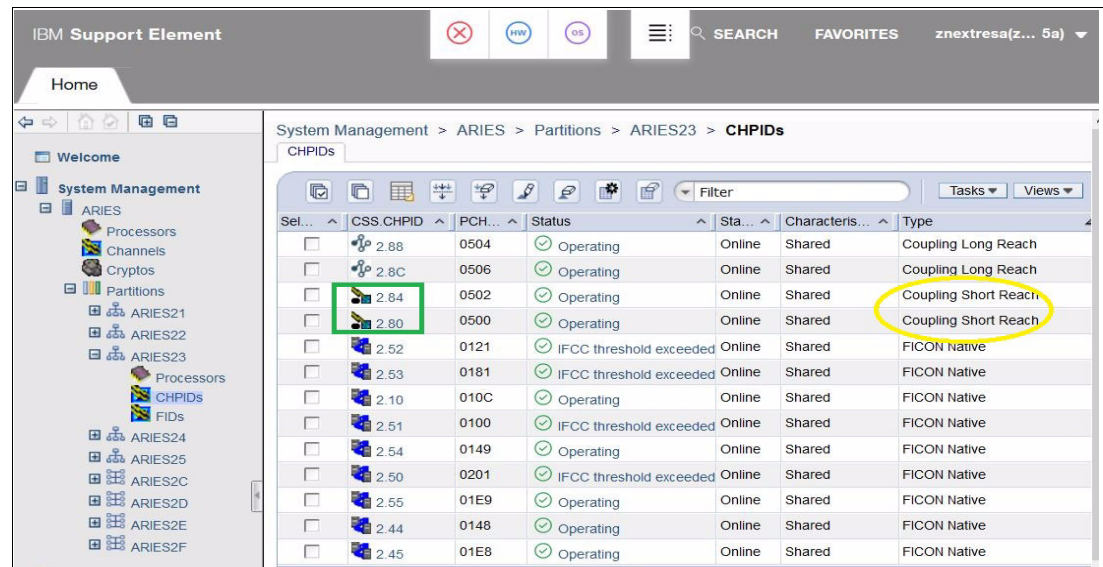 IBM Support Element
HW
OS
SEARCH
FAVORITES
znextresa(z... 5a)
Home
Welcome
System Management
ARIES
Processors
Channels
Cryptos
Partitions
ARIES21
ARIES22
ARIES23
Processors
CHPIDs
FIDs
ARIES24
ARIES25
ARIES2C
ARIES2D
ARIES2E
ARIES2F
System Management > ARIES > Partitions > ARIES23 > CHPIDs
CHPIDs
Filter Tasks Views
Sel... CSS.CHPID PCH... Status Sta... Characteris... Type
2.88 0504 Operating Online Shared Coupling Long Reach
2.8C 0506 Operating Online Shared Coupling Long Reach
2.84 0502 Operating Online Shared Coupling Short Reach
2.80 0500 Operating Online Shared Coupling Short Reach
2.52 0121 IFCC threshold exceeded Online Shared FICON Native
2.53 0181 IFCC threshold exceeded Online Shared FICON Native
2.10 010C Operating Online Shared FICON Native
2.51 0100 IFCC threshold exceeded Online Shared FICON Native
2.54 0149 Operating Online Shared FICON Native
2.50 0201 IFCC threshold exceeded Online Shared FICON Native
2.55 01E9 Operating Online Shared FICON Native
2.44 0148 Operating Online Shared FICON Native
2.45 01E8 Operating Online Shared FICON Native